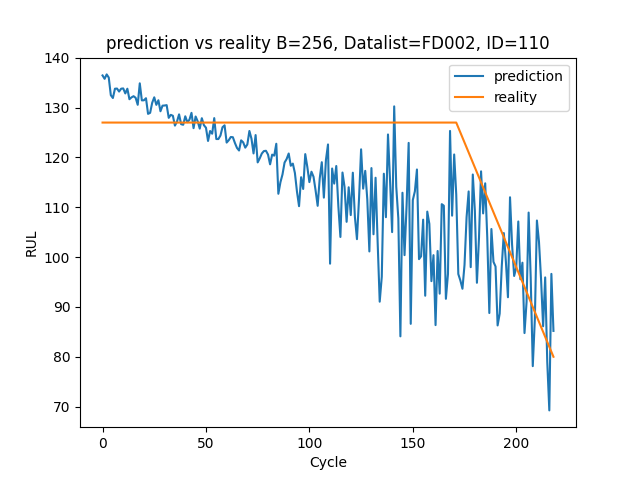 prediction vs reality B=256, Datalist=FD002, ID=110
prediction
reality
RUL
140
130
120
110
100
90
80
70
0
50
100
150
200
Cycle